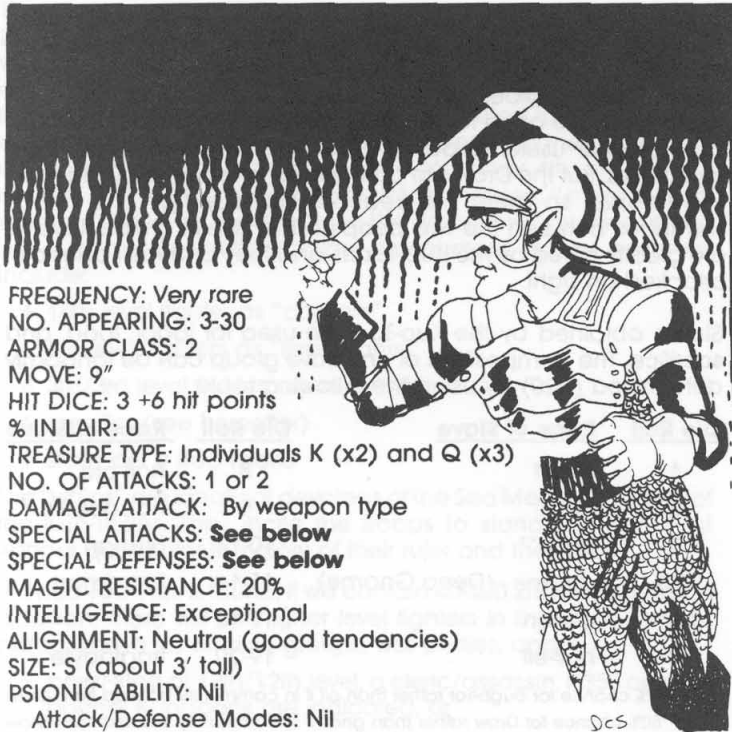 FREQUENCY: Very rare
NO. APPEARING: 3-30
ARMOR CLASS: 2
MOVE: 9"
HIT DICE: 3 +6 hit points
% IN LAIR: 0
TREASURE TYPE: Individuals K (x2) and Q (x3)
NO. OF ATTACKS: 1 or 2
DAMAGE/ATTACK: By weapon type
SPECIAL ATTACKS: See below
SPECIAL DEFENSES: See below
MAGIC RESISTANCE: 20%
INTELLIGENCE: Exceptional
ALIGNMENT: Neutral (good tendencies)
SIZE: S (about 3' tall)
PSIONIC ABILITY: Nil
Attack/Defense Modes: Nil
DCS